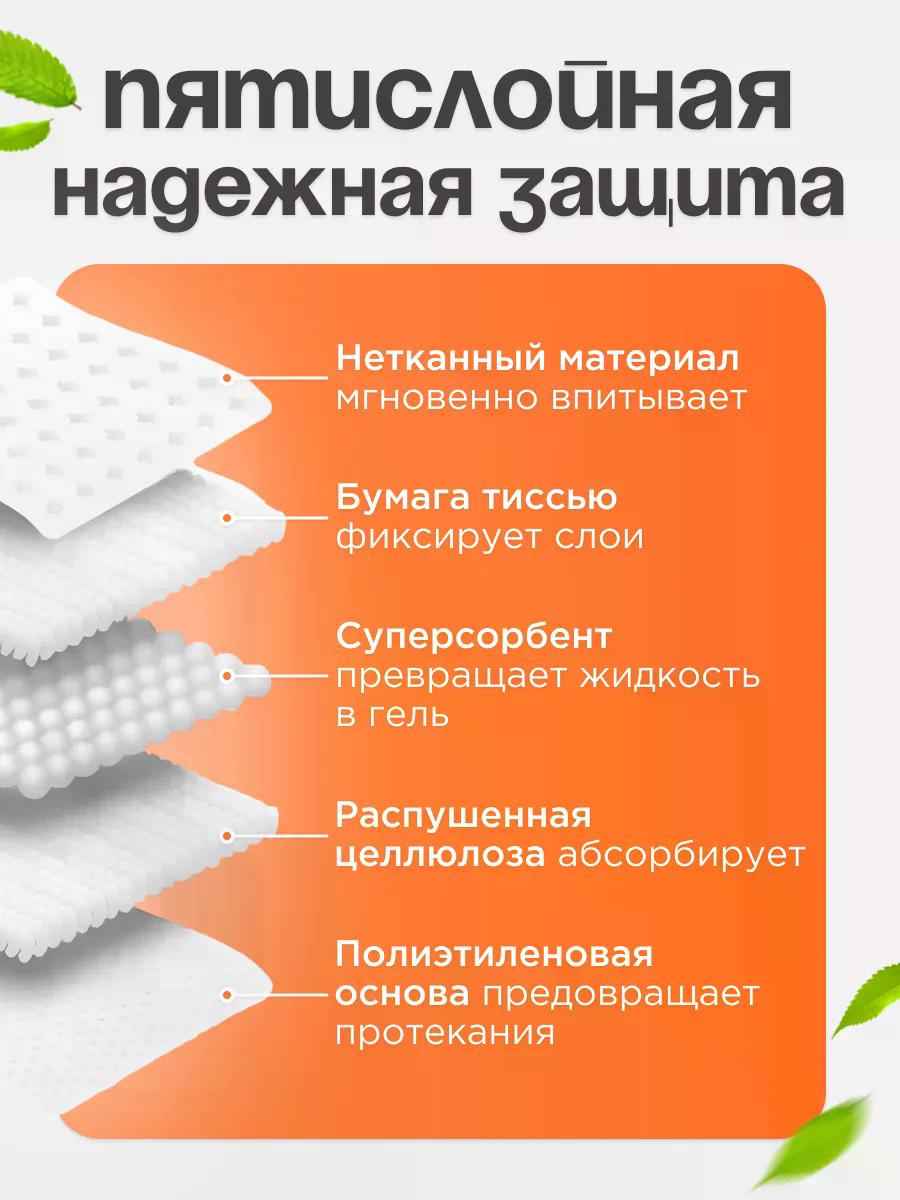 пятислойная
надежная защита
Нетканный материал
мгновенно впитывает
Бумага тиссью
фиксирует слои
Суперсорбент
превращает жидкость
в гель
Распушенная
целлюлоза абсорбирует
Полиэтиленовая
основа предовращает
протекания